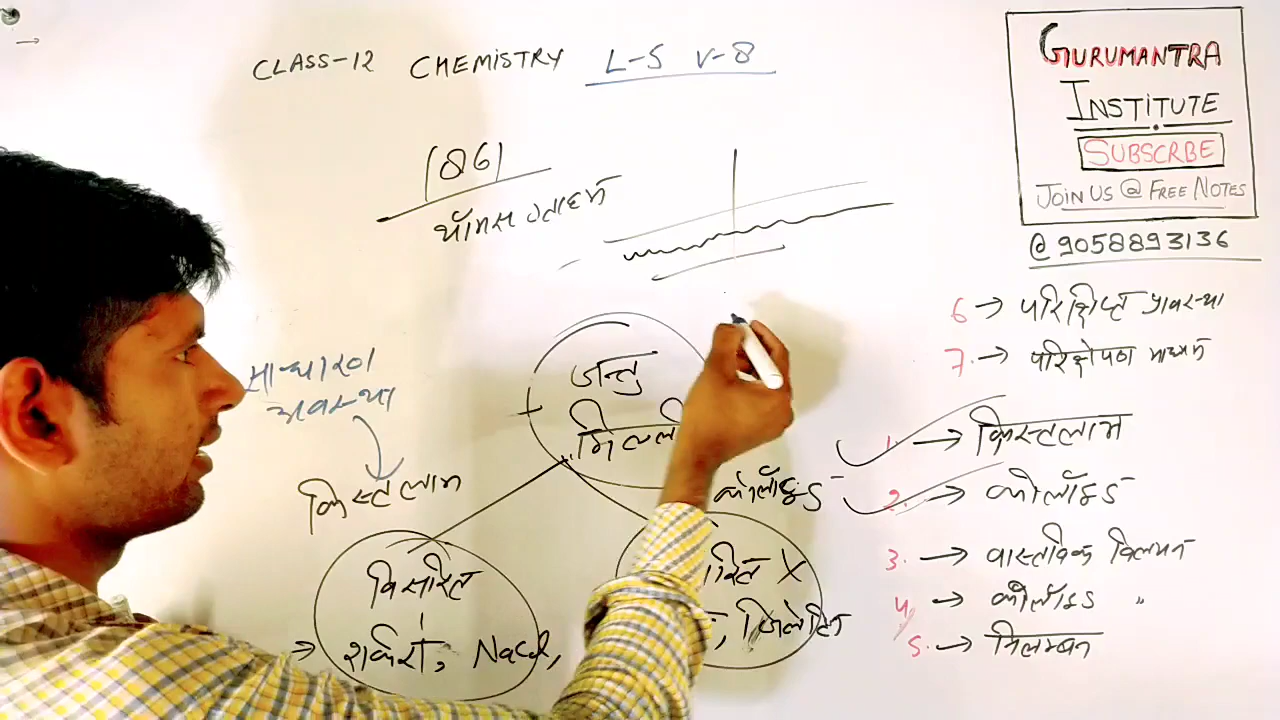 CLASS-12 CHEMISTRY L-5 V-8
GURUMANTRA
INSTITUTE
SUBSCRBE
JOIN US @ FREE NOTES
@ 9058893136
1861
थॉमस ग्राहम
साधारण
अवस्था
क्रिस्टलाभ
जन्तु
झिल्ली
कोलॉइड
विसरित
शर्करा, NaCl,
रित X
, जिलेटिन
6 → परिक्षिप्त प्रावस्था
7. → परिक्षेपण माध्यम
1. → क्रिस्टलाभ
2. → कोलॉइड
3. → वास्तविक विलयन
4 → कोलॉइड "
5. → निलम्बन